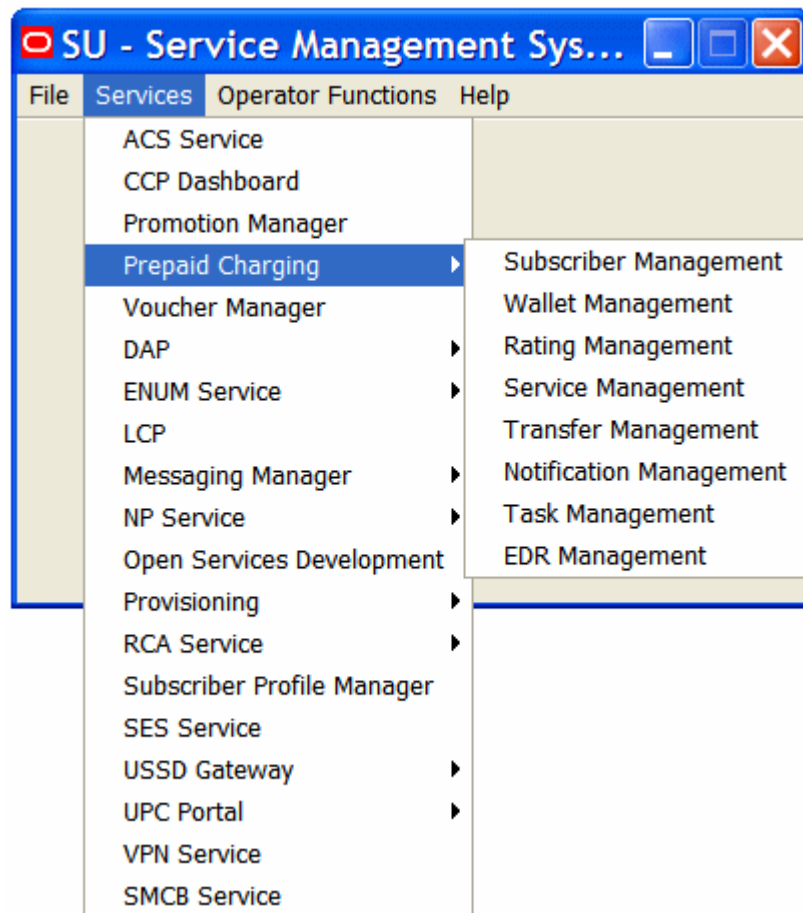 SU - Service Management Sys...
File Services Operator Functions Help
ACS Service
CCP Dashboard
Promotion Manager
Prepaid Charging
Voucher Manager
DAP
ENUM Service
LCP
Messaging Manager
NP Service
Open Services Development
Provisioning
RCA Service
Subscriber Profile Manager
SES Service
USSD Gateway
UPC Portal
VPN Service
SMCB Service
Subscriber Management
Wallet Management
Rating Management
Service Management
Transfer Management
Notification Management
Task Management
EDR Management